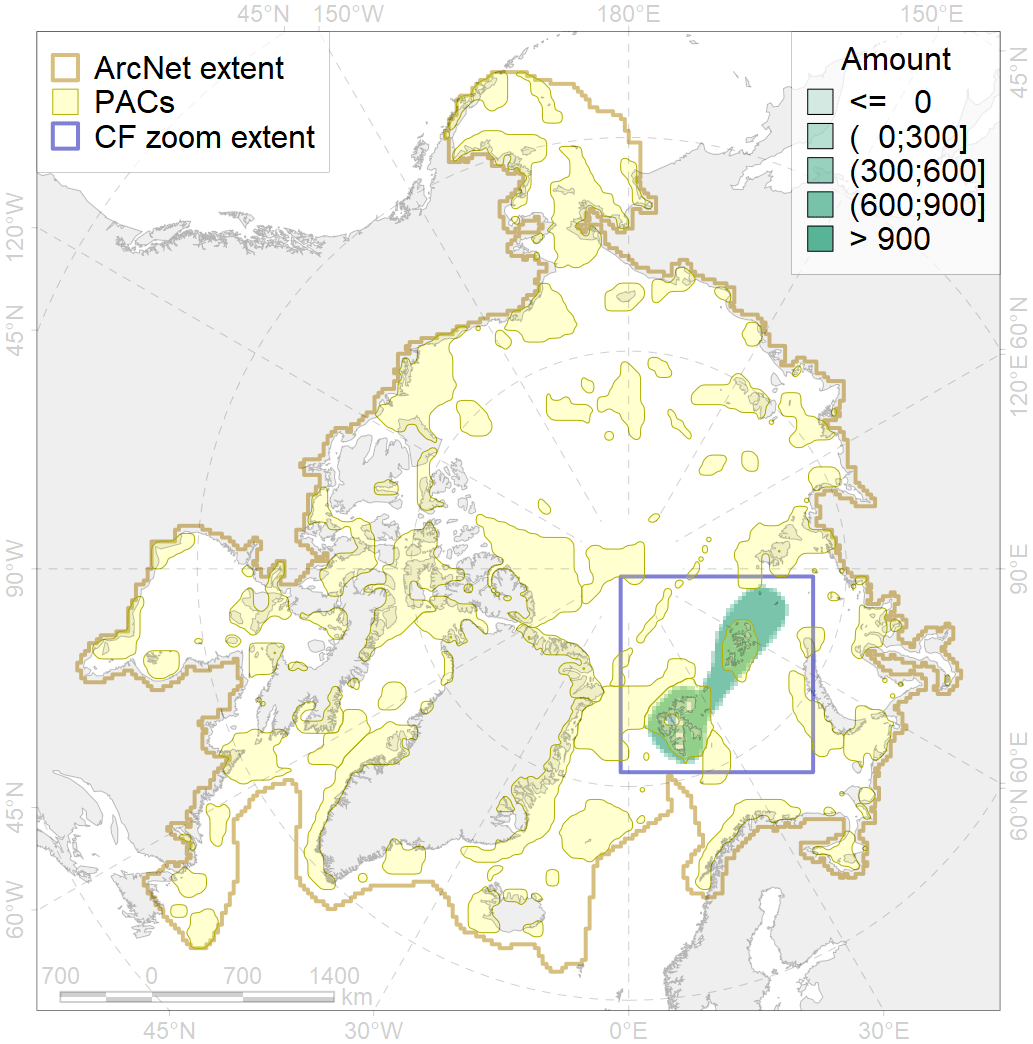 45°N 150°W 180°E 150°E
ArcNet extent
PACs
CF zoom extent
Amount
<= 0
( 0;300]
(300;600]
(600;900]
> 900
45°N
120°W
60°N
45°N
120°E
90°W
90°E
45°N
60°E
60°N
60°W
700 0 700 1400
km
45°W 30°W 0°E 30°E